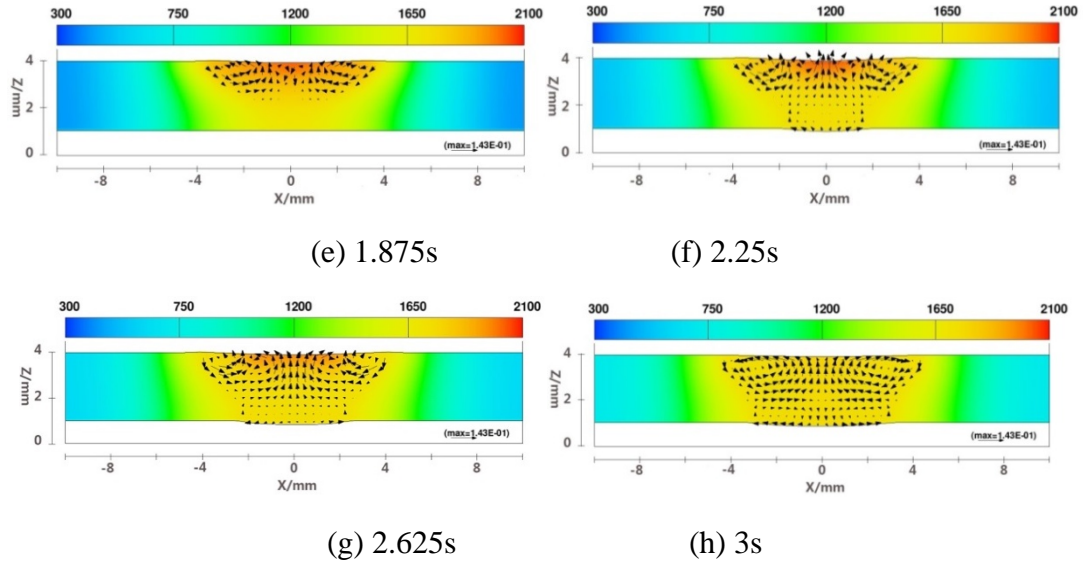 300 750 1200 1650 2100
4
2
0
Z/mm
(max=1.43E-01)
-8 -4 0 4 8
X/mm
(e) 1.875s
300 750 1200 1650 2100
4
2
0
Z/mm
(max=1.43E-01)
-8 -4 0 4 8
X/mm
(f) 2.25s
300 750 1200 1650 2100
4
2
0
Z/mm
(max=1.43E-01)
-8 -4 0 4 8
X/mm
(g) 2.625s
300 750 1200 1650 2100
4
2
0
Z/mm
(max=1.43E-01)
-8 -4 0 4 8
X/mm
(h) 3s